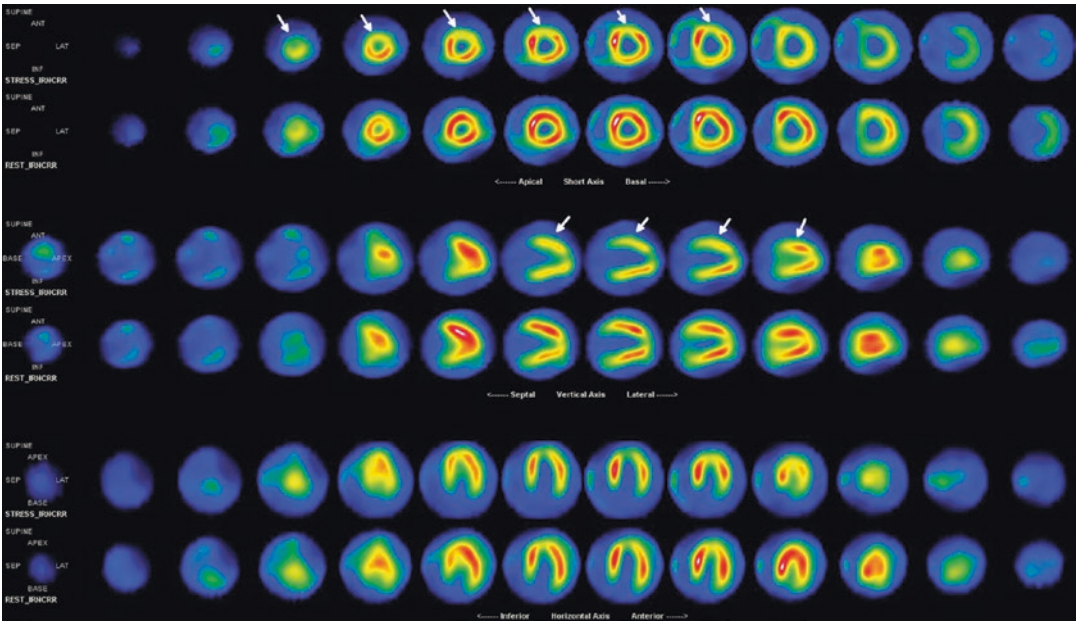 SUPINE
ANT
SEP LAT
INF
STRESS_IRNCRR
SUPINE
ANT
SEP LAT
INF
REST_IRNCRR
<------ Apical Short Axis Basal ------>
SUPINE
ANT
BASE APEX
INF
STRESS_IRNCRR
SUPINE
ANT
BASE APEX
INF
REST_IRNCRR
<------ Septal Vertical Axis Lateral ------>
SUPINE
APEX
SEP LAT
BASE
STRESS_IRNCRR
SUPINE
APEX
SEP LAT
BASE
REST_IRNCRR
<------ Inferior Horizontal Axis Anterior ------>